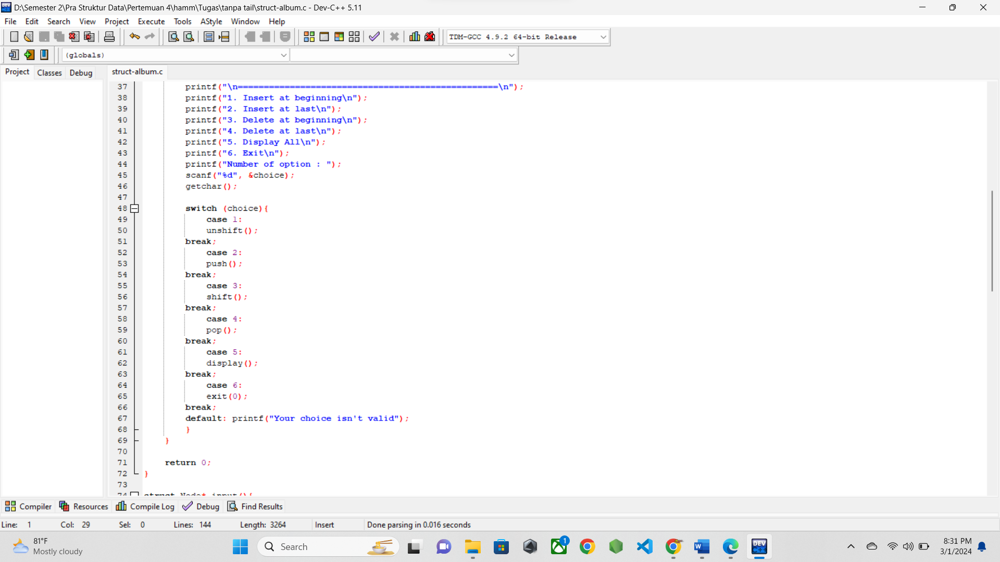 D:\Semester 2\Pra Struktur Data\Pertemuan 4\hamm\Tugas\tanpa tail\struct-album.c - Dev-C++ 5.11
File Edit Search View Project Execute Tools AStyle Window Help
TDM-GCC 4.9.2 64-bit Release
(globals)
Project Classes Debug
struct-album.c
37 printf("\n==================================================\n");
38 printf("1. Insert at beginning\n");
39 printf("2. Insert at last\n");
40 printf("3. Delete at beginning\n");
41 printf("4. Delete at last\n");
42 printf("5. Display All\n");
43 printf("6. Exit\n");
44 printf("Number of option : ");
45 scanf("%d", &choice);
46 getchar();
47
48 switch (choice){
49 case 1:
50 unshift();
51 break;
52 case 2:
53 push();
54 break;
55 case 3:
56 shift();
57 break;
58 case 4:
59 pop();
60 break;
61 case 5:
62 display();
63 break;
64 case 6:
65 exit(0);
66 break;
67 default: printf("Your choice isn't valid");
68 }
69 }
70
71 return 0;
72 }
73
74 struct Node* input(){
Compiler Resources Compile Log Debug Find Results
Line: 1 Col: 29 Sel: 0 Lines: 144 Length: 3264 Insert Done parsing in 0.016 seconds
81°F
Mostly cloudy
Search
1
W
DEV C++
8:31 PM
3/1/2024